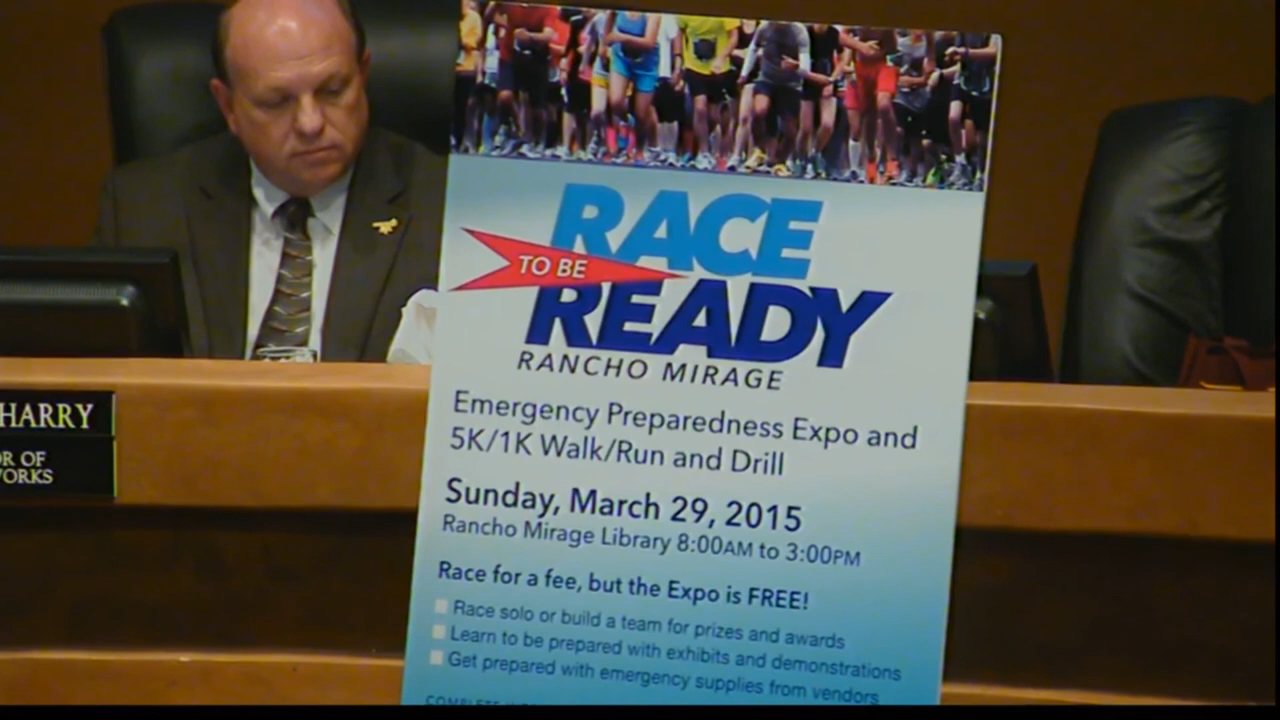 HARRY
R OF
ORKS
RACE
TO BE
READY
RANCHO MIRAGE
Emergency Preparedness Expo and
5K/1K Walk/Run and Drill
Sunday, March 29, 2015
Rancho Mirage Library 8:00AM to 3:00PM
Race for a fee, but the Expo is FREE!
Race solo or build a team for prizes and awards
Learn to be prepared with exhibits and demonstrations
Get prepared with emergency supplies from vendors